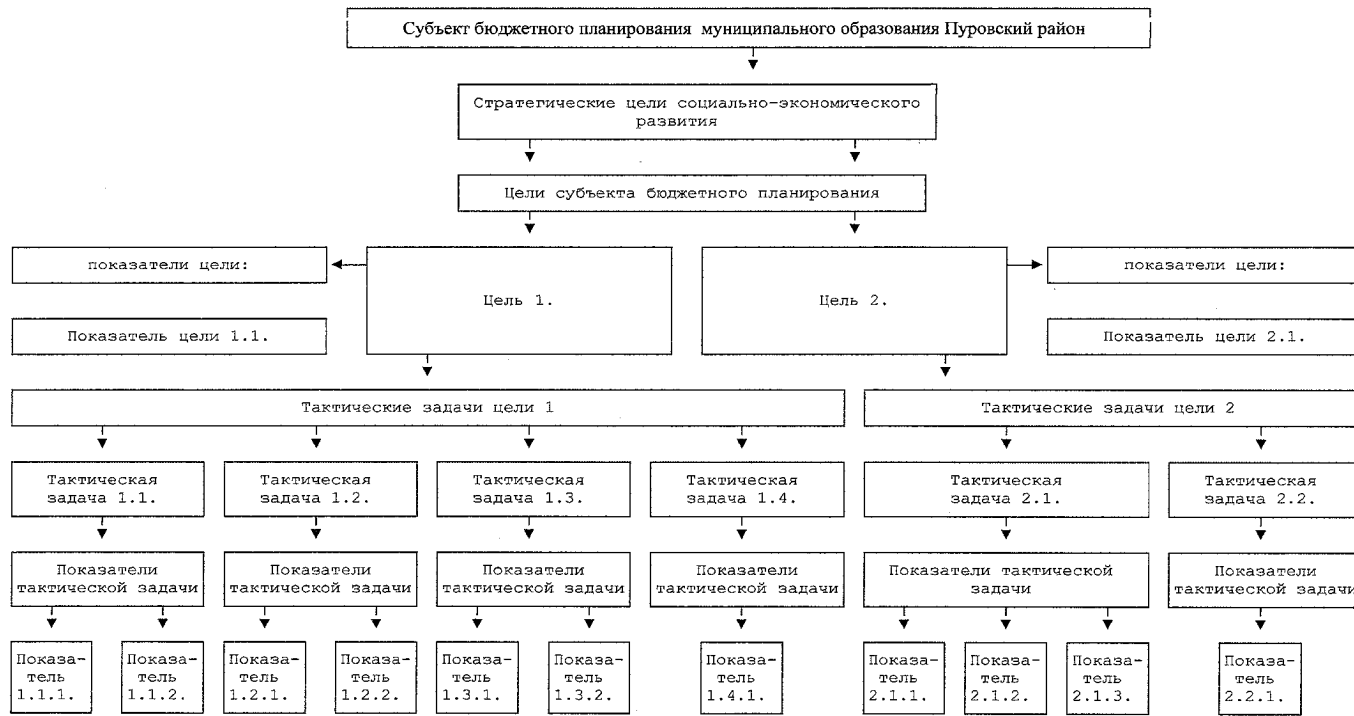 Субъект бюджетного планирования муниципального образования Пуровский район
Стратегические цели социально-экономического
развития
Цели субъекта бюджетного планирования
показатели цели:
Цель 1.
Цель 2.
показатели цели:
Показатель цели 1.1.
Показатель цели 2.1.
Тактические задачи цели 1
Тактические задачи цели 2
Тактическая
задача 1.1.
Тактическая
задача 1.2.
Тактическая
задача 1.3.
Тактическая
задача 1.4.
Тактическая
задача 2.1.
Тактическая
задача 2.2.
Показатели
тактической задачи
Показатели
тактической задачи
Показатели
тактической задачи
Показатели
тактической задачи
Показатели тактической
задачи
Показатели
тактической задачи
Показа-
тель
1.1.1.
Показа-
тель
1.1.2.
Показа-
тель
1.2.1.
Показа-
тель
1.2.2.
Показа-
тель
1.3.1.
Показа-
тель
1.3.2.
Показа-
тель
1.4.1.
Показа-
тель
2.1.1.
Показа-
тель
2.1.2.
Показа-
тель
2.1.3.
Показа-
тель
2.2.1.